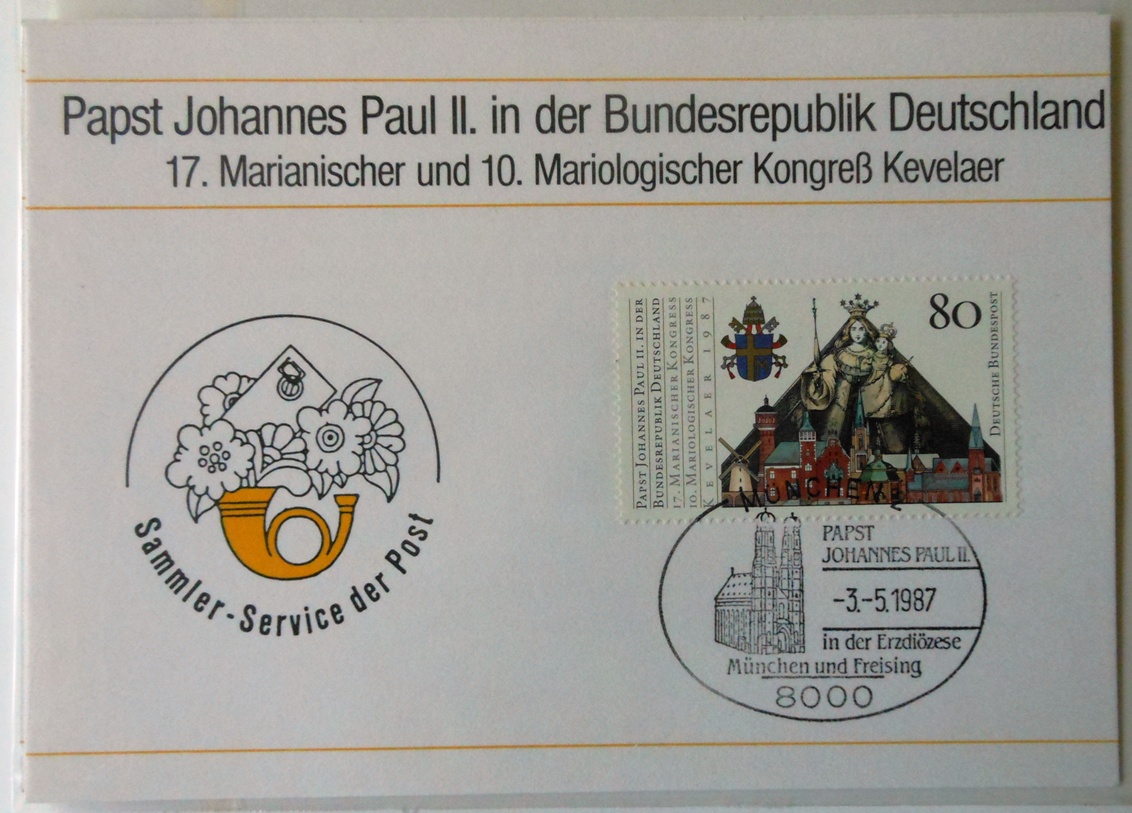 Papst Johannes Paul II. in der Bundesrepublik Deutschland
17. Marianischer und 10. Mariologischer Kongreß Kevelaer
Sammler-Service der Post
PAPST JOHANNES PAUL II. IN DER
BUNDESREPUBLIK DEUTSCHLAND
17. MARIANISCHER KONGRESS
10. MARIOLOGISCHER KONGRESS
KEVELAER 1987
80
DEUTSCHE BUNDESPOST
MÜNCHEN
PAPST
JOHANNES PAUL II.
-3.-5.1987
in der Erzdiözese
München und Freising
8000